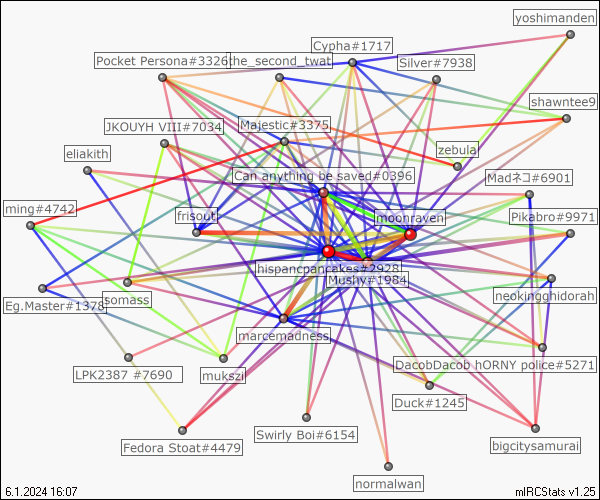 yoshimanden
Cypha#1717
Pocket Persona#3326
the_second_twat
Silver#7938
shawntee9
JKOUYH VIII#7034
Majestic#3375
eliakith
zebula
Can anything be saved#0396
Madネコ#6901
ming#4742
frisouti
moonraven
Pikabro#9971
hispancpancakes#2928
Mushy#1984
Eg.Master#1378
somass
neokingghidorah
marcemadness
DacobDacob hORNY police#5271
LPK2387 #7690
mukszi
Duck#1245
Fedora Stoat#4479
Swirly Boi#6154
bigcitysamurai
normalwan
6.1.2024 16:07
mIRCStats v1.25